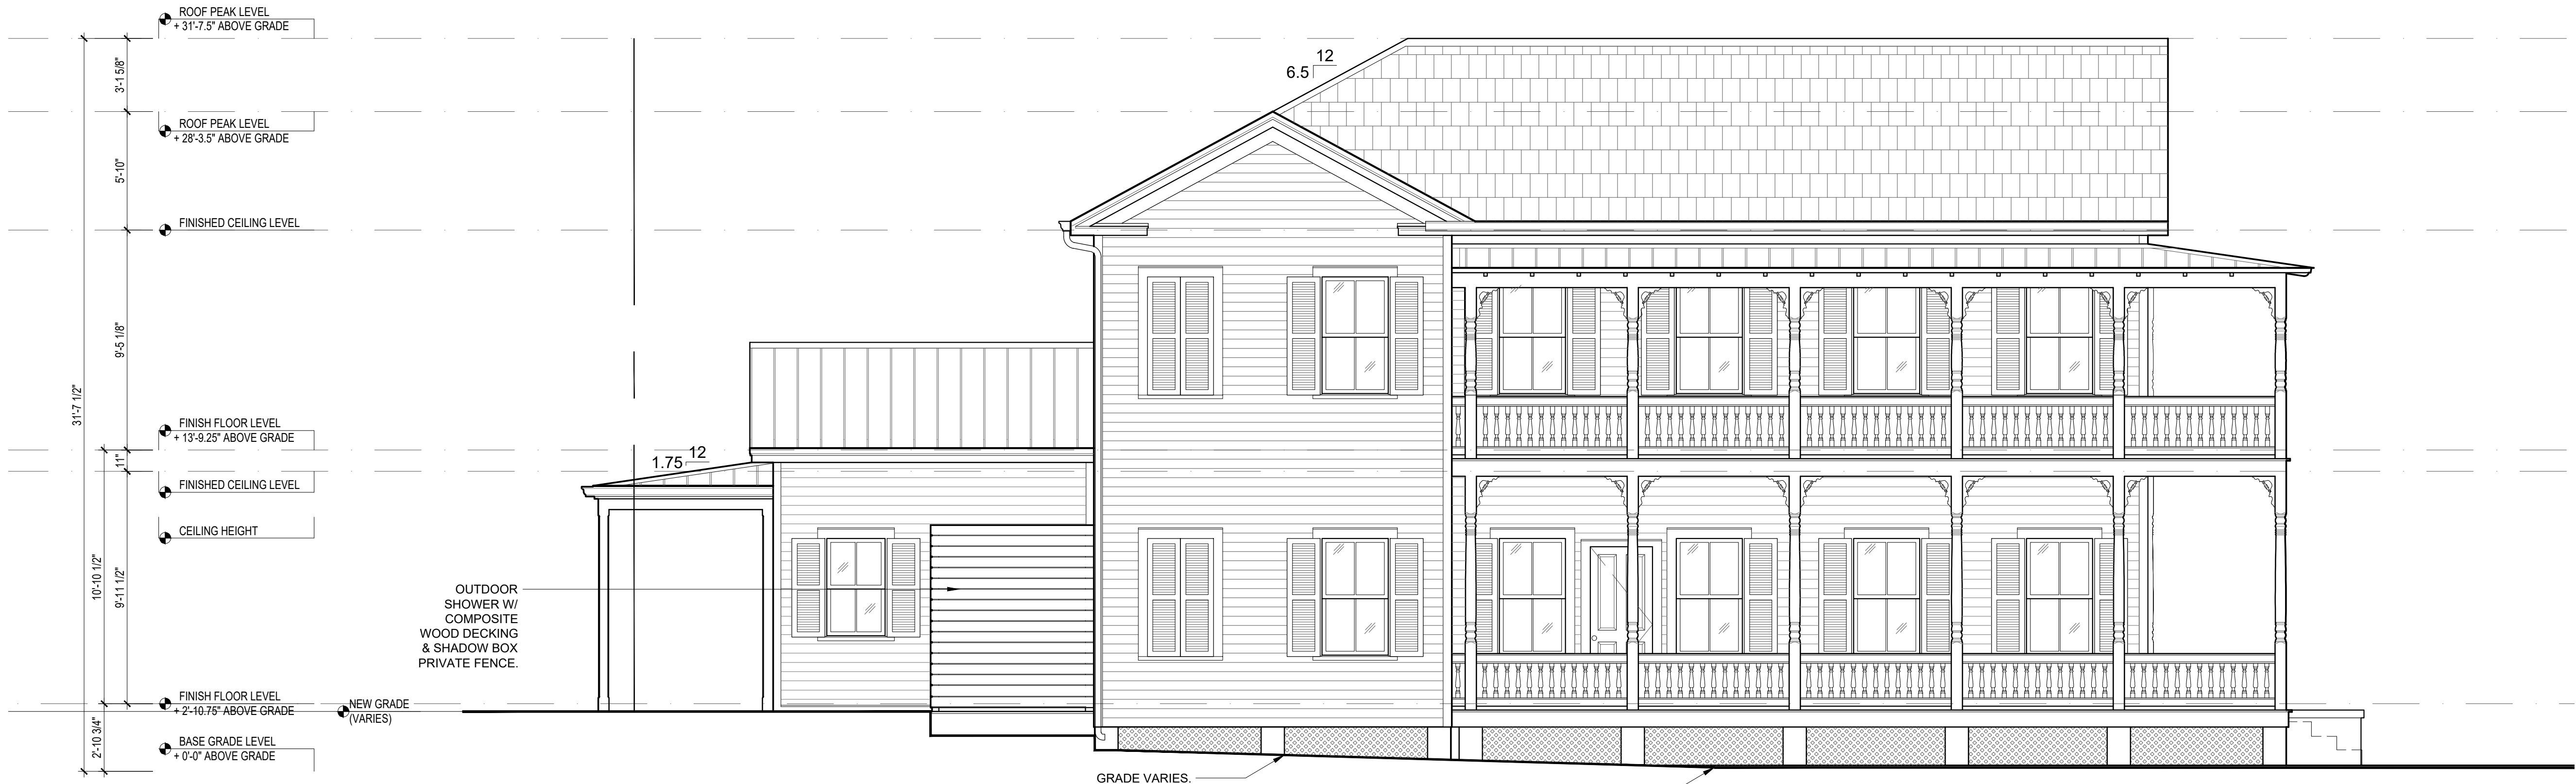 ROOF PEAK LEVEL
+ 31'-7.5" ABOVE GRADE
3'-1 5/8"
12
6.5
ROOF PEAK LEVEL
+ 28'-3.5" ABOVE GRADE
5'-10"
FINISHED CEILING LEVEL
9'-5 1/8"
31'-7 1/2"
FINISH FLOOR LEVEL
+ 13'-9.25" ABOVE GRADE
11"
12
1.75
FINISHED CEILING LEVEL
CEILING HEIGHT
10'-10 1/2"
9'-11 1/2"
OUTDOOR
SHOWER W/
COMPOSITE
WOOD DECKING
& SHADOW BOX
PRIVATE FENCE.
FINISH FLOOR LEVEL
+ 2'-10.75" ABOVE GRADE
NEW GRADE
(VARIES)
2'-10 3/4"
BASE GRADE LEVEL
+ 0'-0" ABOVE GRADE
GRADE VARIES.